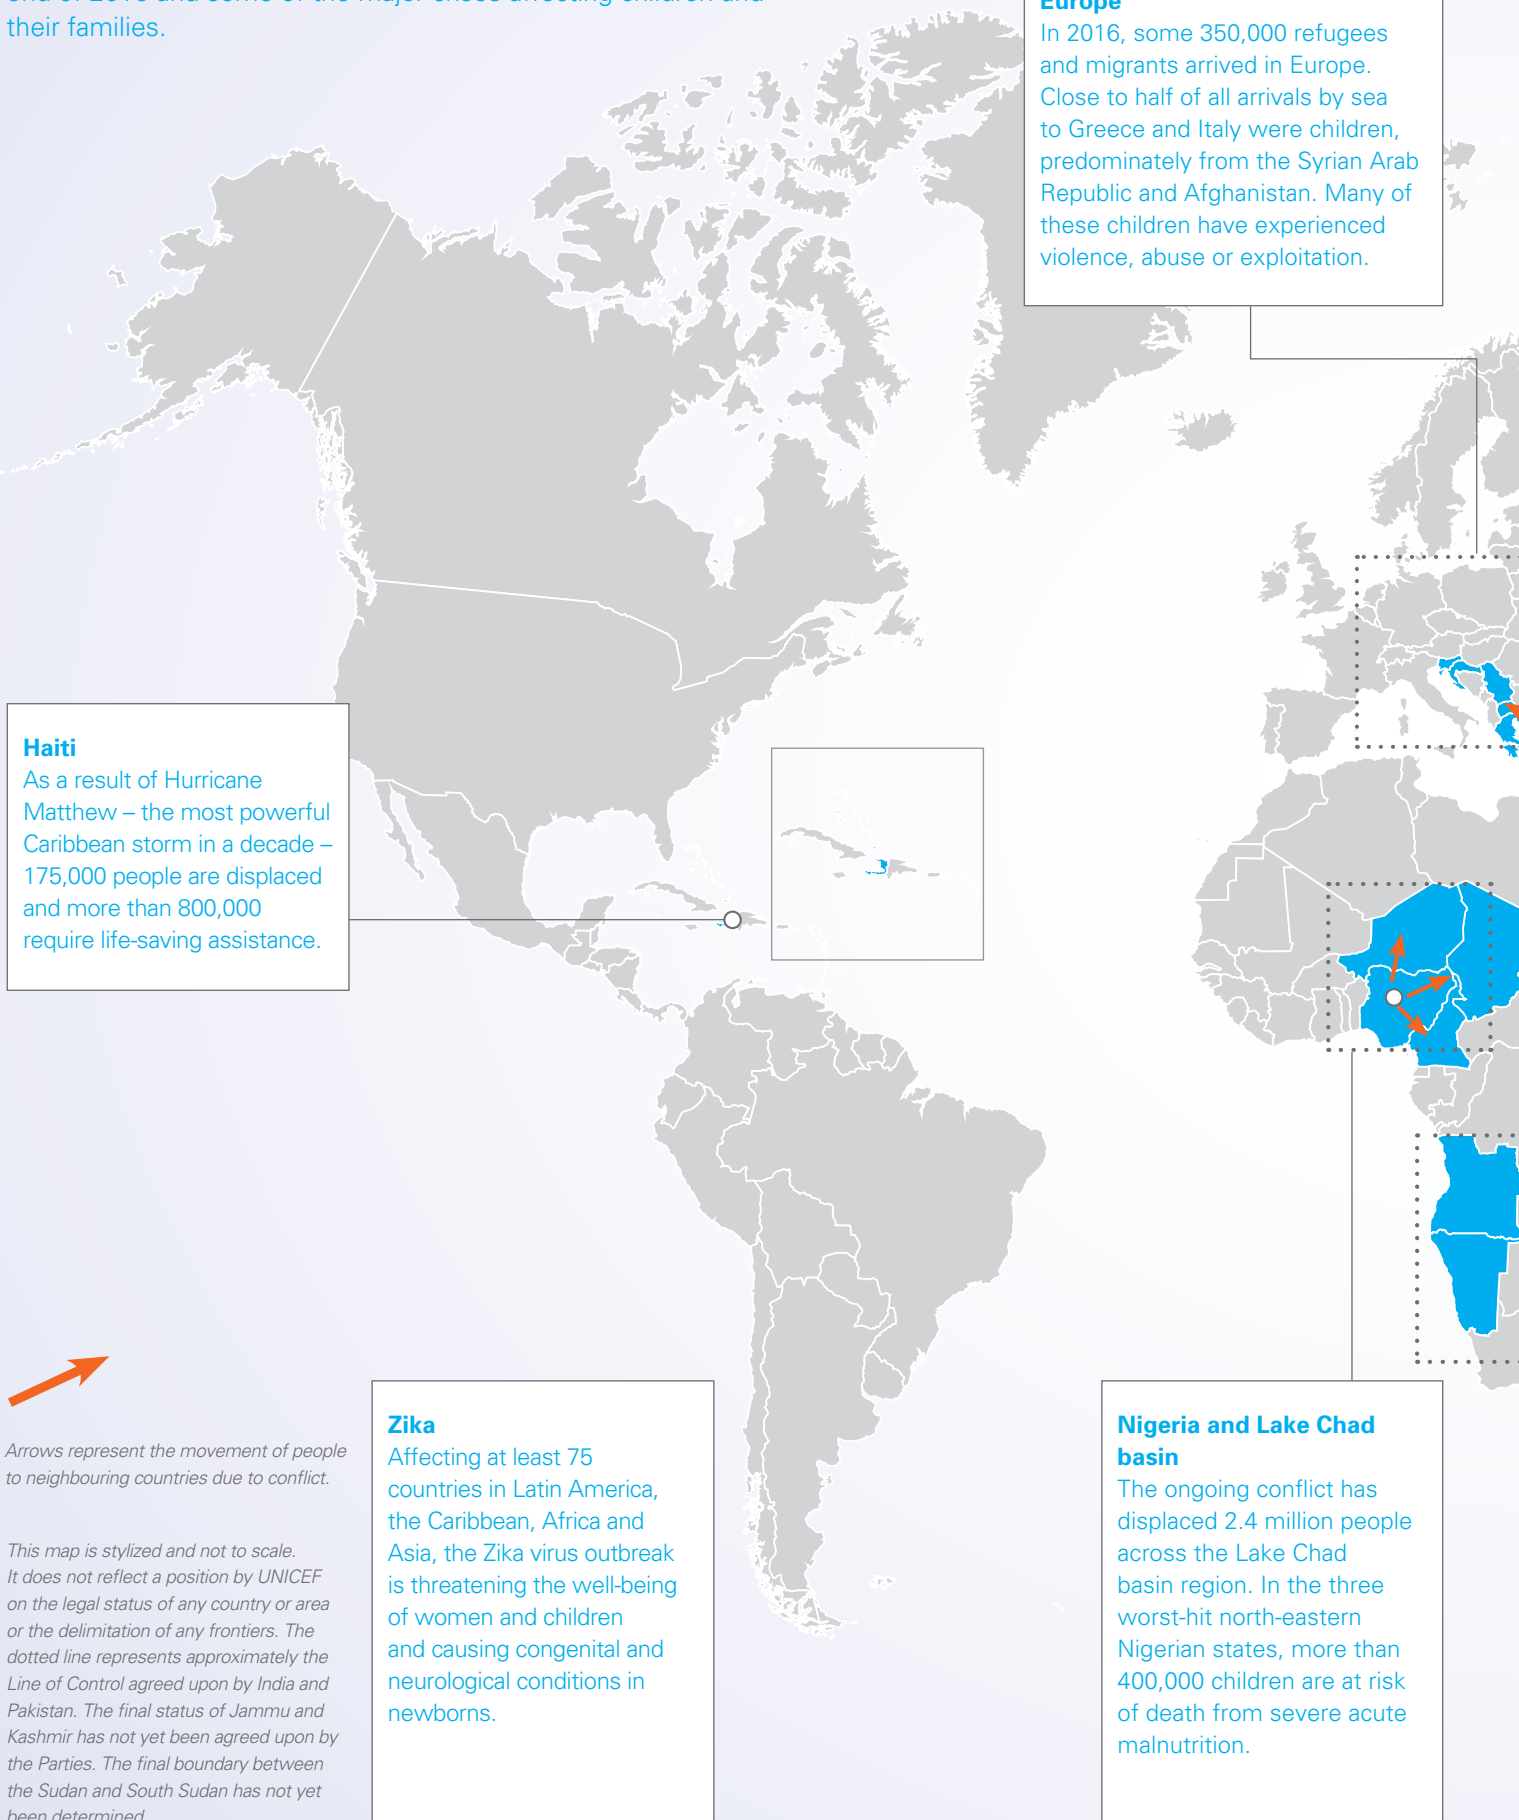 their families.
Europe
In 2016, some 350,000 refugees
and migrants arrived in Europe.
Close to half of all arrivals by sea
to Greece and Italy were children,
predominately from the Syrian Arab
Republic and Afghanistan. Many of
these children have experienced
violence, abuse or exploitation.
Haiti
As a result of Hurricane
Matthew – the most powerful
Caribbean storm in a decade –
175,000 people are displaced
and more than 800,000
require life-saving assistance.
Arrows represent the movement of people
to neighbouring countries due to conflict.
This map is stylized and not to scale.
It does not reflect a position by UNICEF
on the legal status of any country or area
or the delimitation of any frontiers. The
dotted line represents approximately the
Line of Control agreed upon by India and
Pakistan. The final status of Jammu and
Kashmir has not yet been agreed upon by
the Parties. The final boundary between
the Sudan and South Sudan has not yet
been determined.
Zika
Affecting at least 75
countries in Latin America,
the Caribbean, Africa and
Asia, the Zika virus outbreak
is threatening the well-being
of women and children
and causing congenital and
neurological conditions in
newborns.
Nigeria and Lake Chad
basin
The ongoing conflict has
displaced 2.4 million people
across the Lake Chad
basin region. In the three
worst-hit north-eastern
Nigerian states, more than
400,000 children are at risk
of death from severe acute
malnutrition.